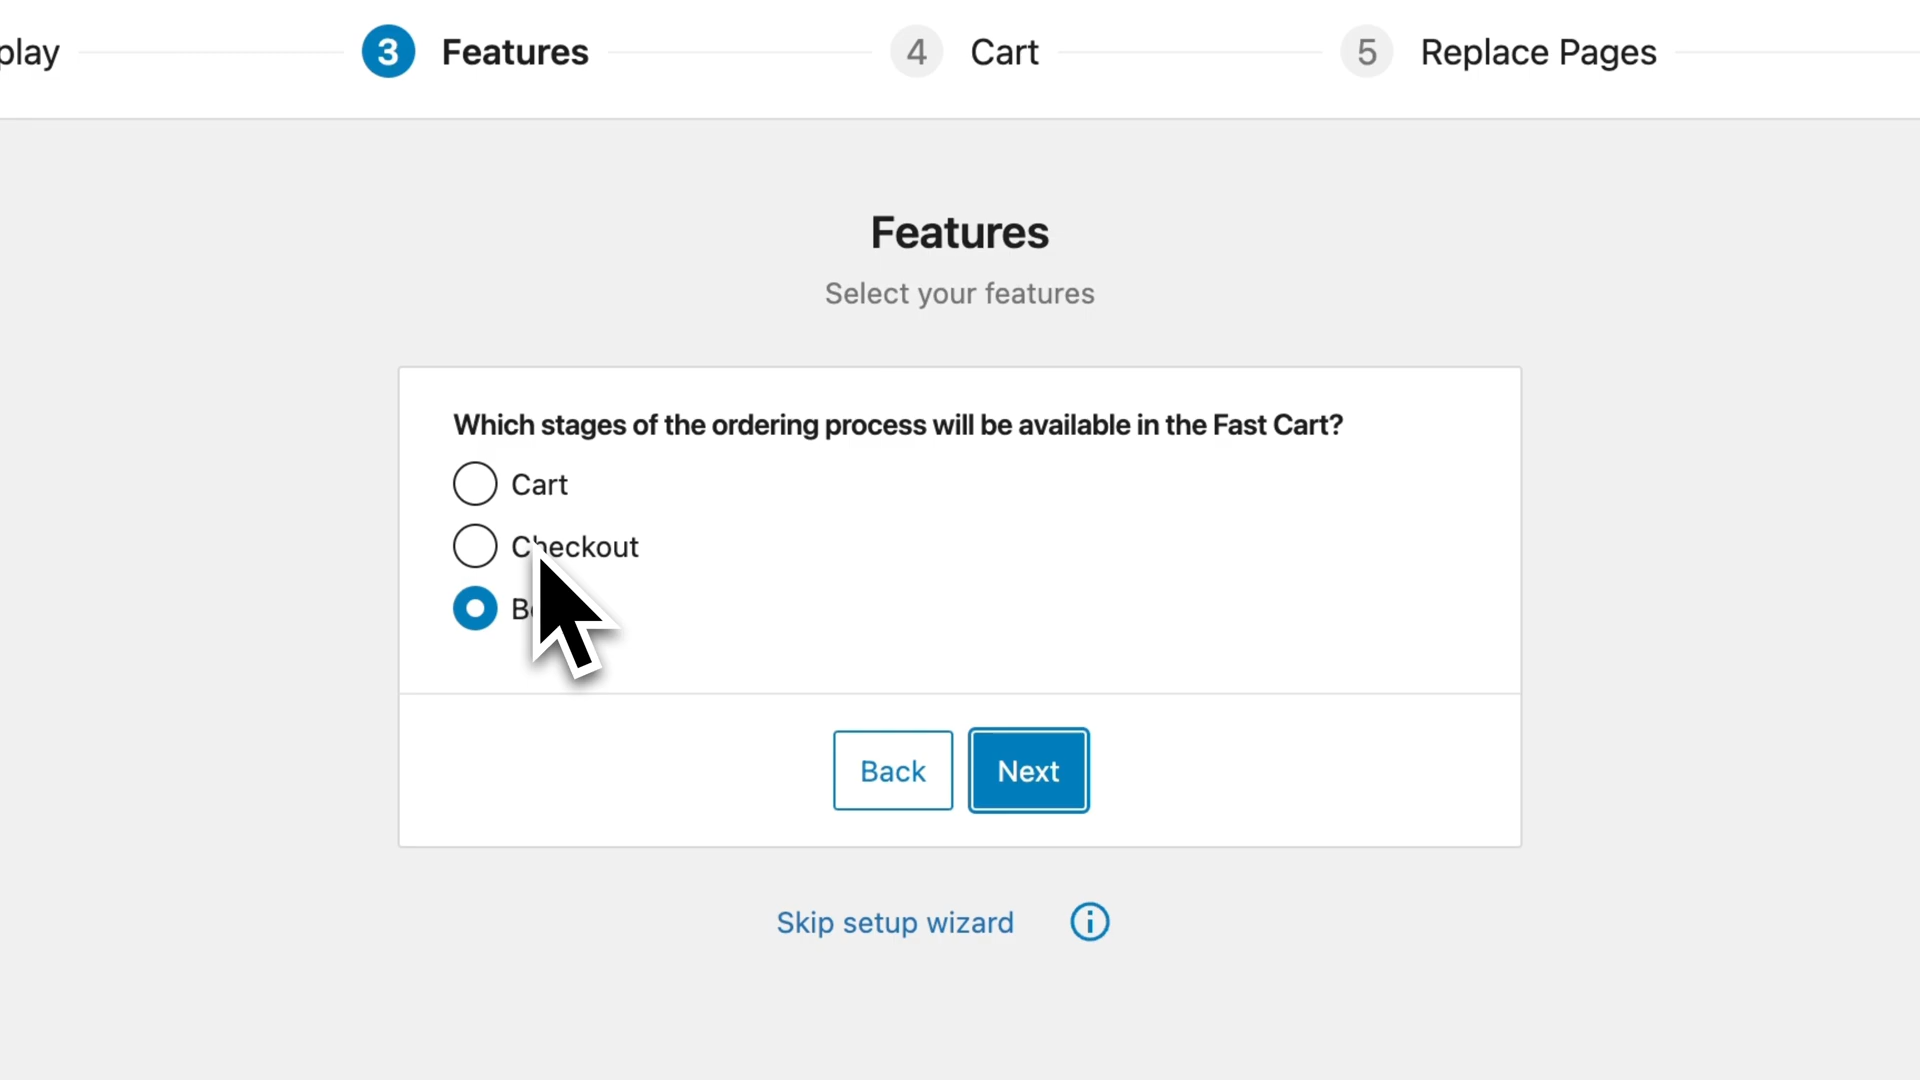 play
3 Features
4 Cart
5 Replace Pages
Features
Select your features
Which stages of the ordering process will be available in the Fast Cart?
Cart
Checkout
Back Next
Skip setup wizard